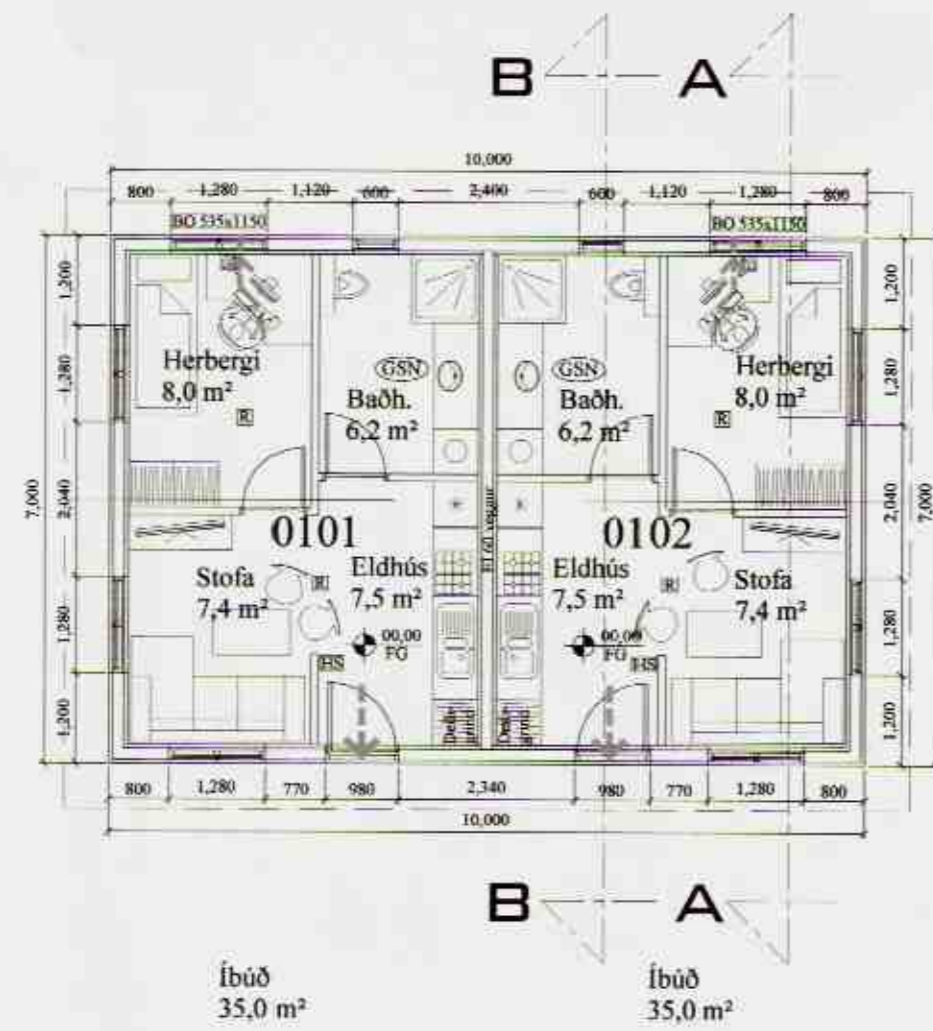 B A
10,000
800 1,280 1,120 600 2,400 600 1,120 1,280 800
BO 535x1150 BO 535x1150
1,200 1,200
1,280 1,280
Herbergi
8,0 m²
GSN
Baðh.
6,2 m²
GSN
Baðh.
6,2 m²
Herbergi
8,0 m²
R R
7,000 2,040 2,040 7,000
EI 60 veggur
0101 0102
Stofa
7,4 m²
R
Eldhús
7,5 m²
Eldhús
7,5 m²
R
Stofa
7,4 m²
1,280 1,280
00,00
FG
00,00
FG
HS HS
1,200 1,200
800 1,280 770 980 2,340 980 770 1,280 800
10,000
B A
Íbúð
35,0 m²
Íbúð
35,0 m²